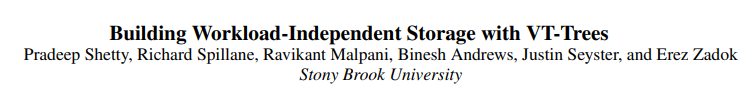 Building Workload-Independent Storage with VT-Trees
Pradeep Shetty, Richard Spillane, Ravikant Malpani, Binesh Andrews, Justin Seyster, and Erez Zadok
Stony Brook University